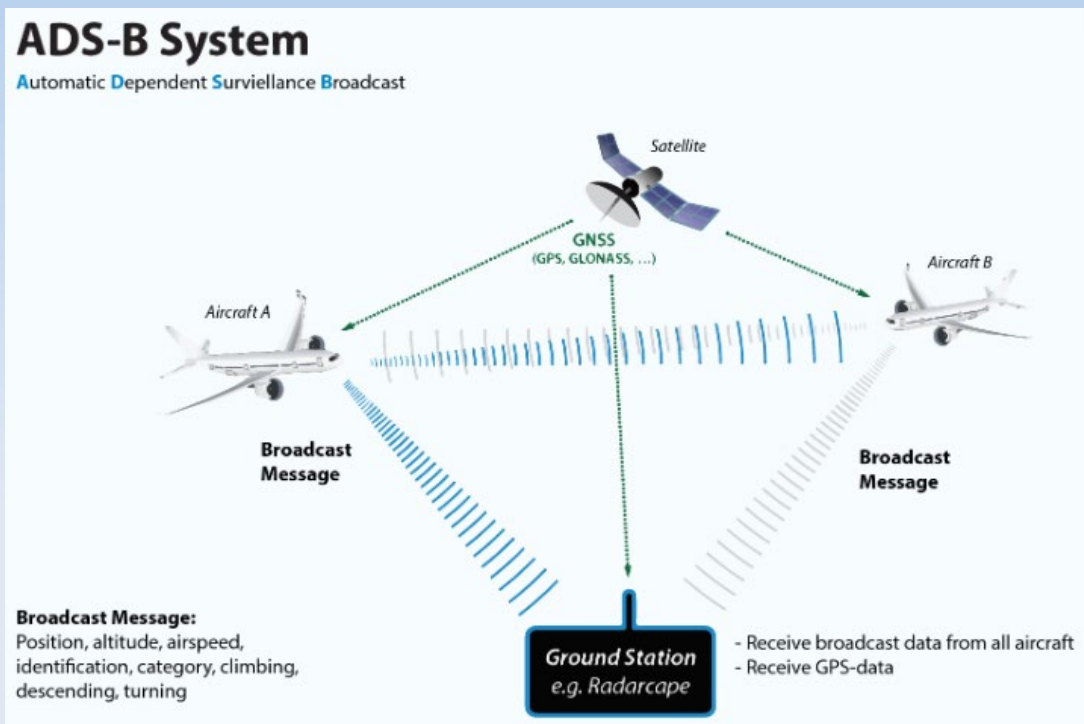 ADS-B System
Automatic Dependent Surviellance Broadcast
Satellite
GNSS
(GPS, GLONASS, ...)
Aircraft B
Aircraft A
Broadcast
Message
Broadcast
Message
Broadcast Message:
Position, altitude, airspeed,
identification, category, climbing,
descending, turning
Ground Station
e.g. Radarcape
- Receive broadcast data from all aircraft
- Receive GPS-data